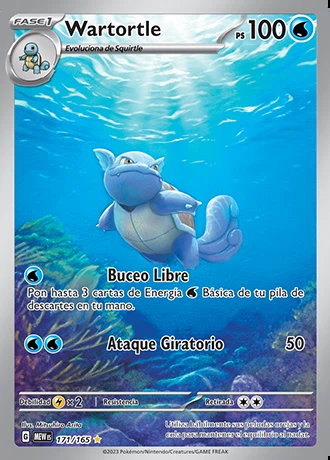 FASE 1 Wartortle PS 100
Evoluciona de Squirtle
Buceo Libre
Pon hasta 3 cartas de Energía Básica de tu pila de
descartes en tu mano.
Ataque Giratorio 50
Debilidad ×2 Resistencia Retirada
Ilus. Mitsuhiro Arita
Utiliza hábilmente sus peludas orejas y la
cola para mantener el equilibrio al nadar.
G MEW ES 171/165
©2023 Pokémon/Nintendo/Creatures/GAME FREAK